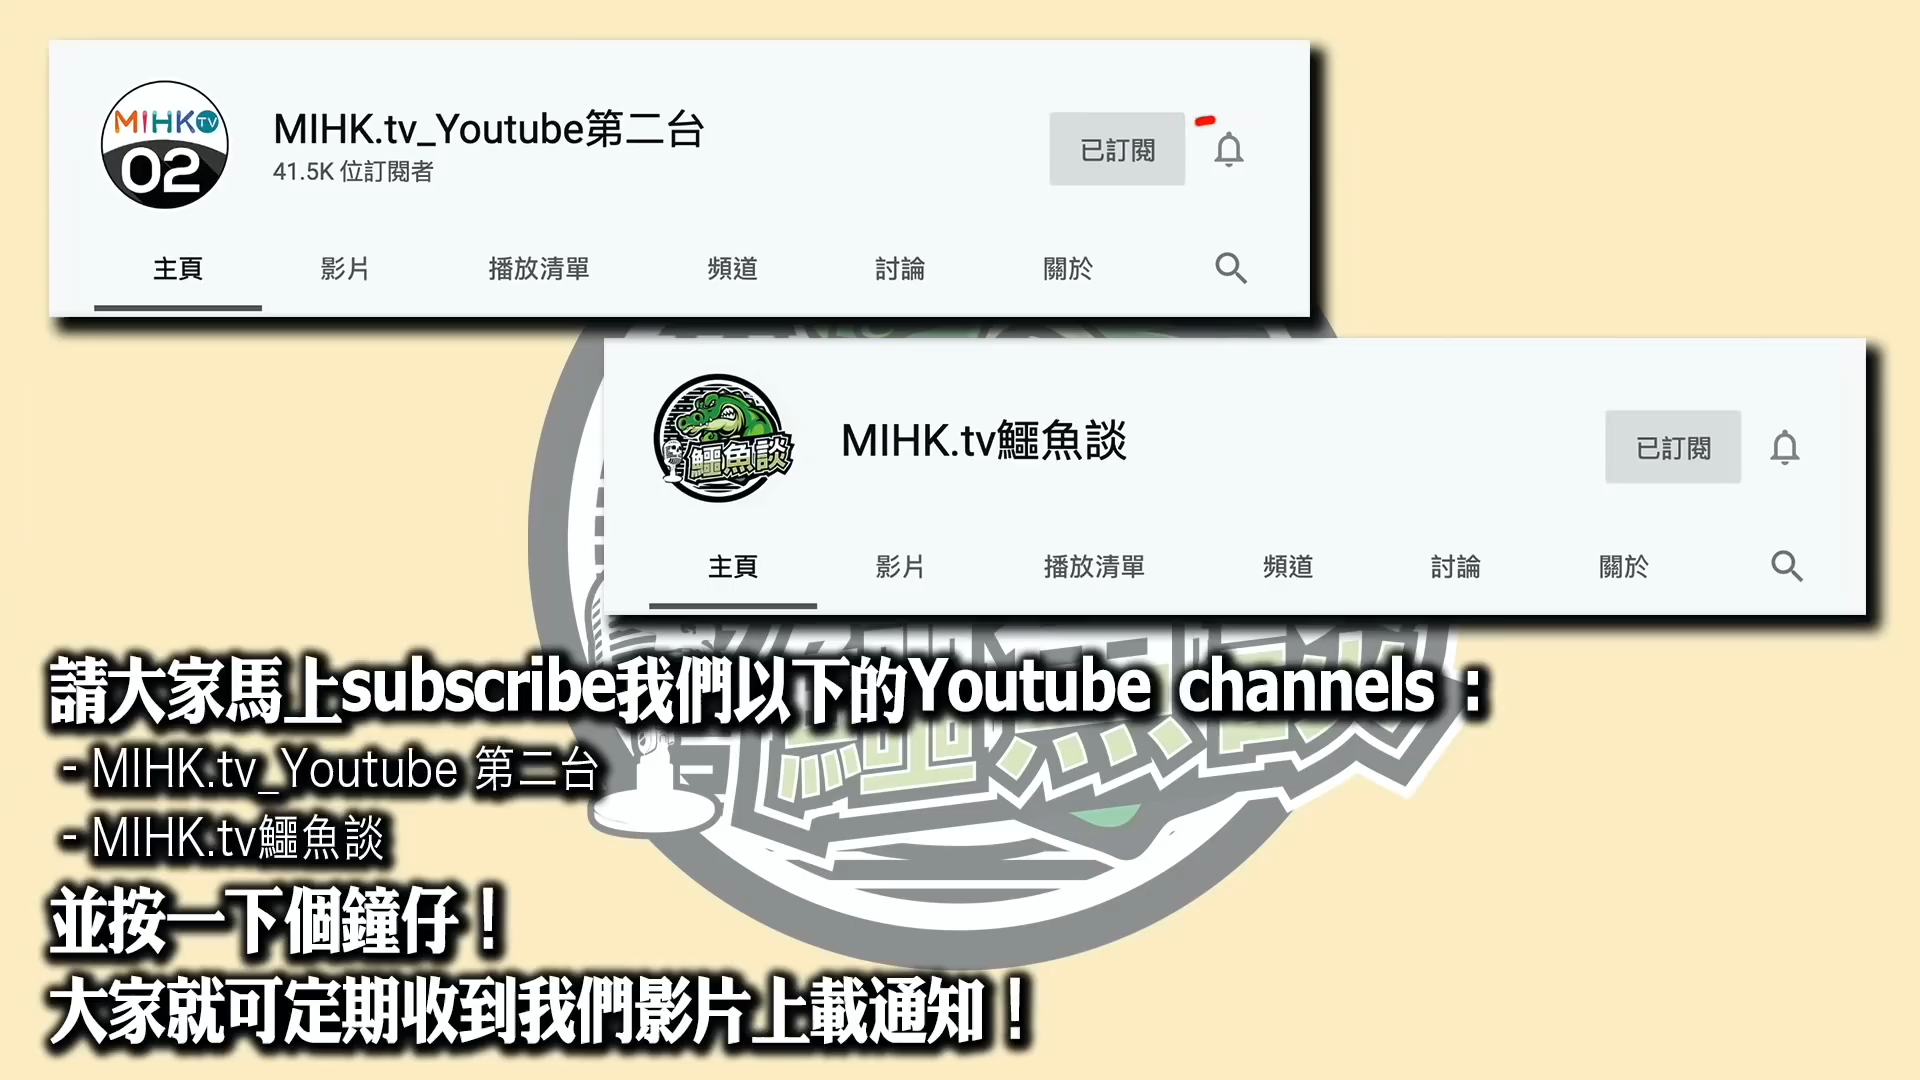 MIHK TV
02
MIHK.tv_Youtube第二台
41.5K 位訂閱者
已訂閱
主頁 影片 播放清單 頻道 討論 關於
鱷魚談
MIHK.tv鱷魚談
已訂閱
主頁 影片 播放清單 頻道 討論 關於
鱷魚談
請大家馬上subscribe我們以下的Youtube channels：
- MIHK.tv_Youtube 第二台
- MIHK.tv鱷魚談
並按一下個鐘仔！
大家就可定期收到我們影片上載通知！